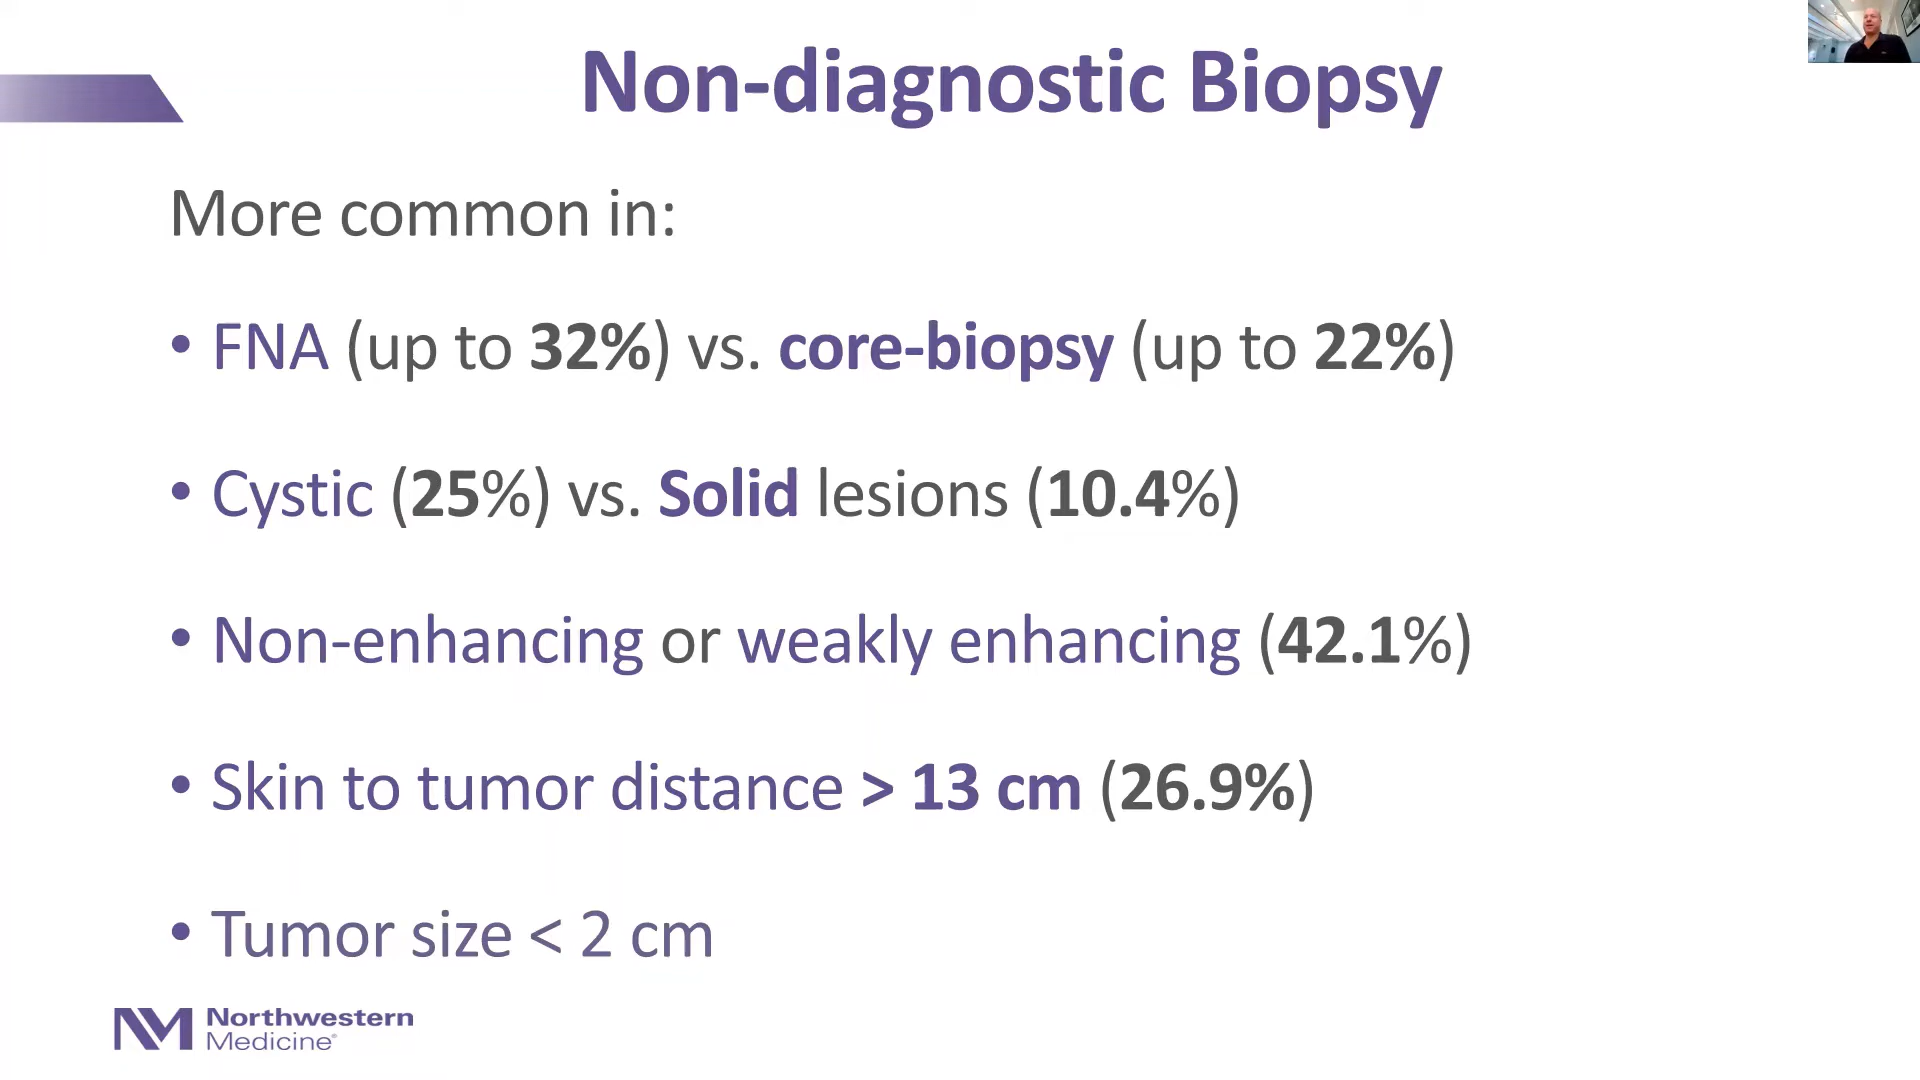 Non-diagnostic Biopsy
More common in:
• FNA (up to 32%) vs. core-biopsy (up to 22%)
• Cystic (25%) vs. Solid lesions (10.4%)
• Non-enhancing or weakly enhancing (42.1%)
• Skin to tumor distance > 13 cm (26.9%)
• Tumor size < 2 cm
NM Northwestern
Medicine®